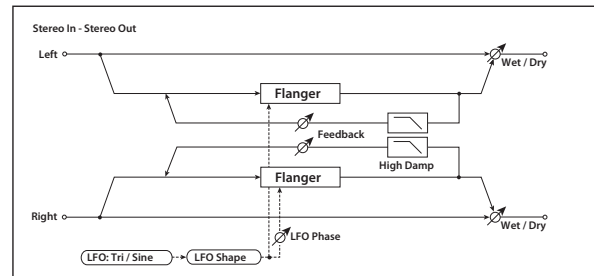 Stereo In - Stereo Out
Left
Wet / Dry
Flanger
Feedback
High Damp
Flanger
Right
Wet / Dry
LFO Phase
LFO: Tri / Sine
LFO Shape